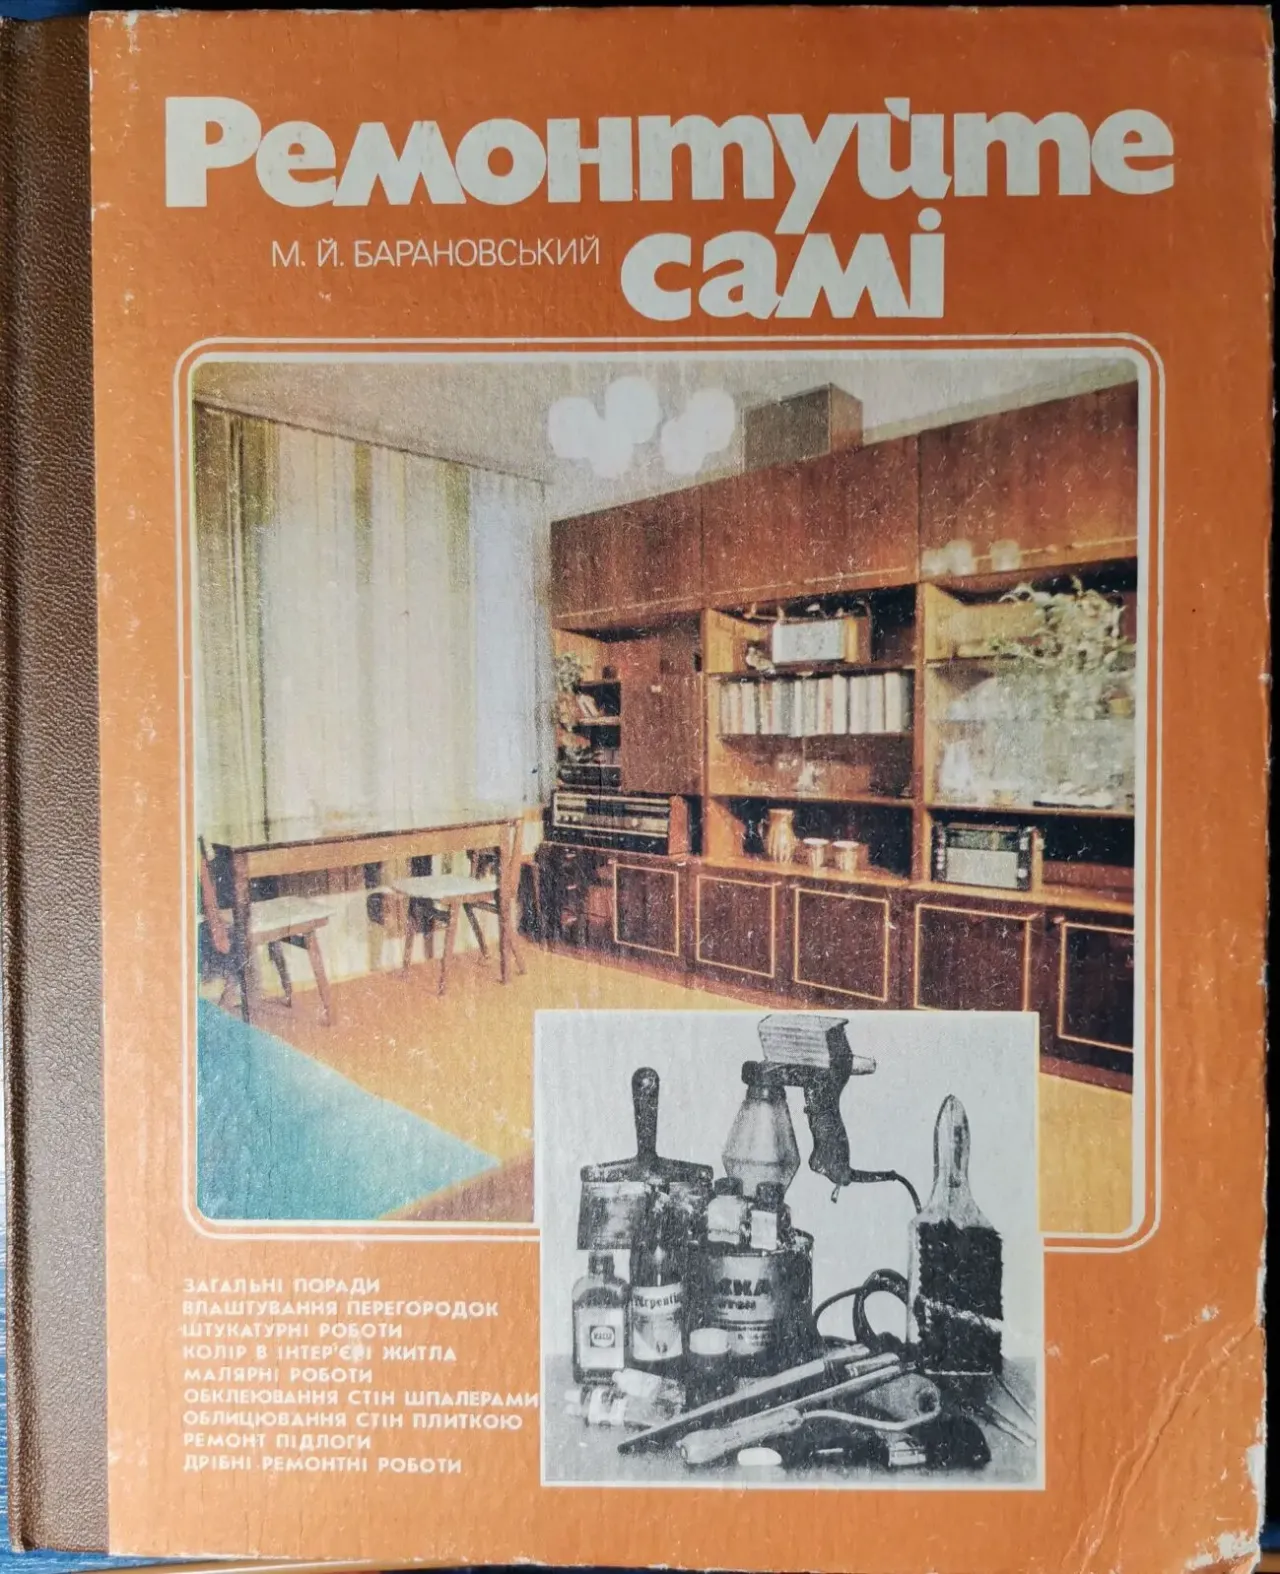 Ремонтуйте
самі
М. Й. БАРАНОВСЬКИЙ
ЗАГАЛЬНІ ПОРАДИ
ВЛАШТУВАННЯ ПЕРЕГОРОДОК
ШТУКАТУРНІ РОБОТИ
КОЛІР В ІНТЕР'ЄРІ ЖИТЛА
МАЛЯРНІ РОБОТИ
ОБКЛЕЮВАННЯ СТІН ШПАЛЕРАМИ
ОБЛИЦЮВАННЯ СТІН ПЛИТКОЮ
РЕМОНТ ПІДЛОГИ
ДРІБНІ РЕМОНТНІ РОБОТИ